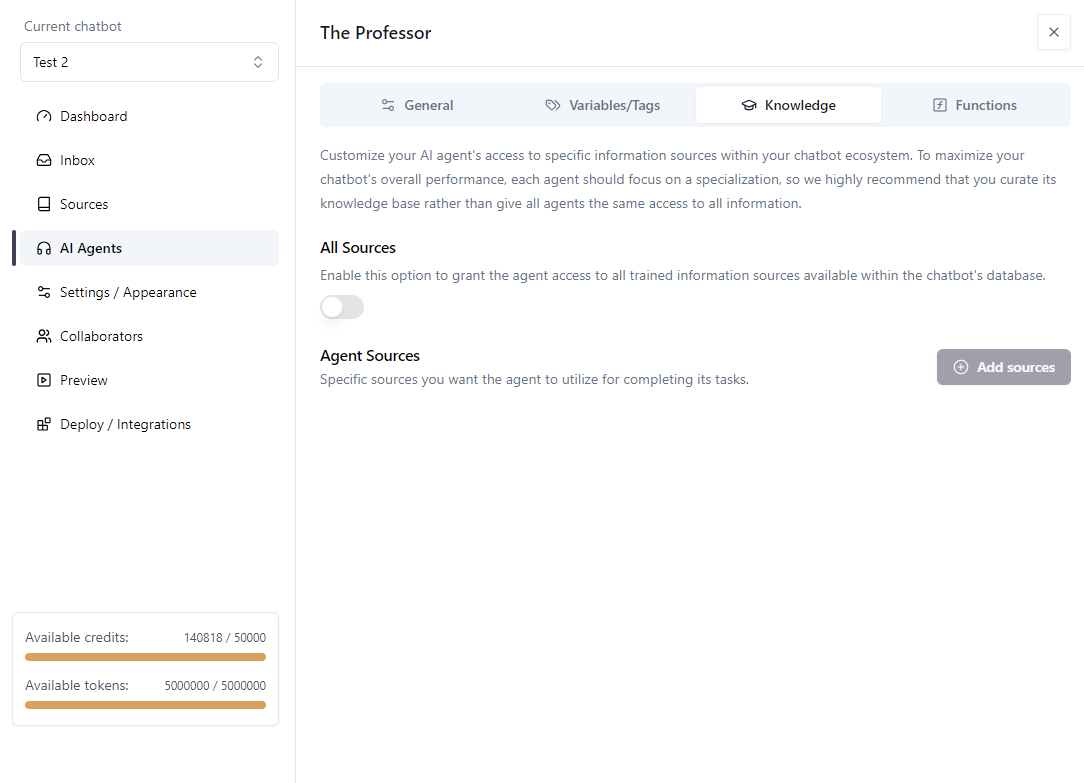 Current chatbot
Test 2
Dashboard
Inbox
Sources
AI Agents
Settings / Appearance
Collaborators
Preview
Deploy / Integrations
Available credits: 140818 / 50000
Available tokens: 5000000 / 5000000
The Professor
General Variables/Tags Knowledge Functions
Customize your AI agent's access to specific information sources within your chatbot ecosystem. To maximize your
chatbot's overall performance, each agent should focus on a specialization, so we highly recommend that you curate its
knowledge base rather than give all agents the same access to all information.
All Sources
Enable this option to grant the agent access to all trained information sources available within the chatbot's database.
Agent Sources
Specific sources you want the agent to utilize for completing its tasks.
Add sources